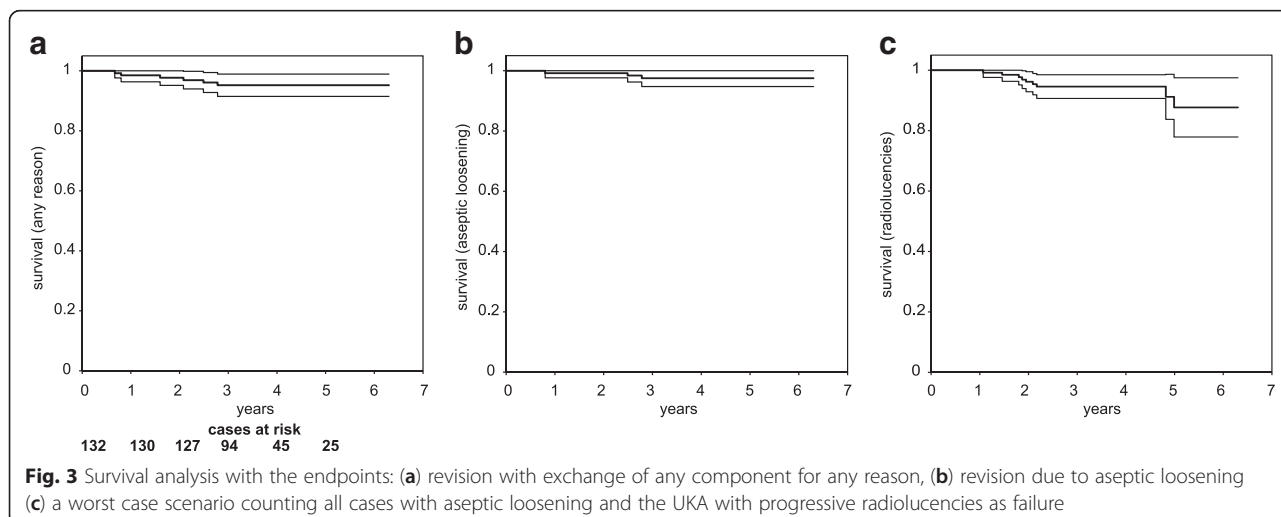 a
b
c
1
0.8
0.6
0.4
0.2
0
survival (any reason)
0 1 2 3 4 5 6 7
years
cases at risk
132 130 127 94 45 25
1
0.8
0.6
0.4
0.2
0
survival (aseptic loosening)
0 1 2 3 4 5 6 7
years
1
0.8
0.6
0.4
0.2
0
survival (radiolucencies)
0 1 2 3 4 5 6 7
years
Fig. 3 Survival analysis with the endpoints: (a) revision with exchange of any component for any reason, (b) revision due to aseptic loosening
(c) a worst case scenario counting all cases with aseptic loosening and the UKA with progressive radiolucencies as failure